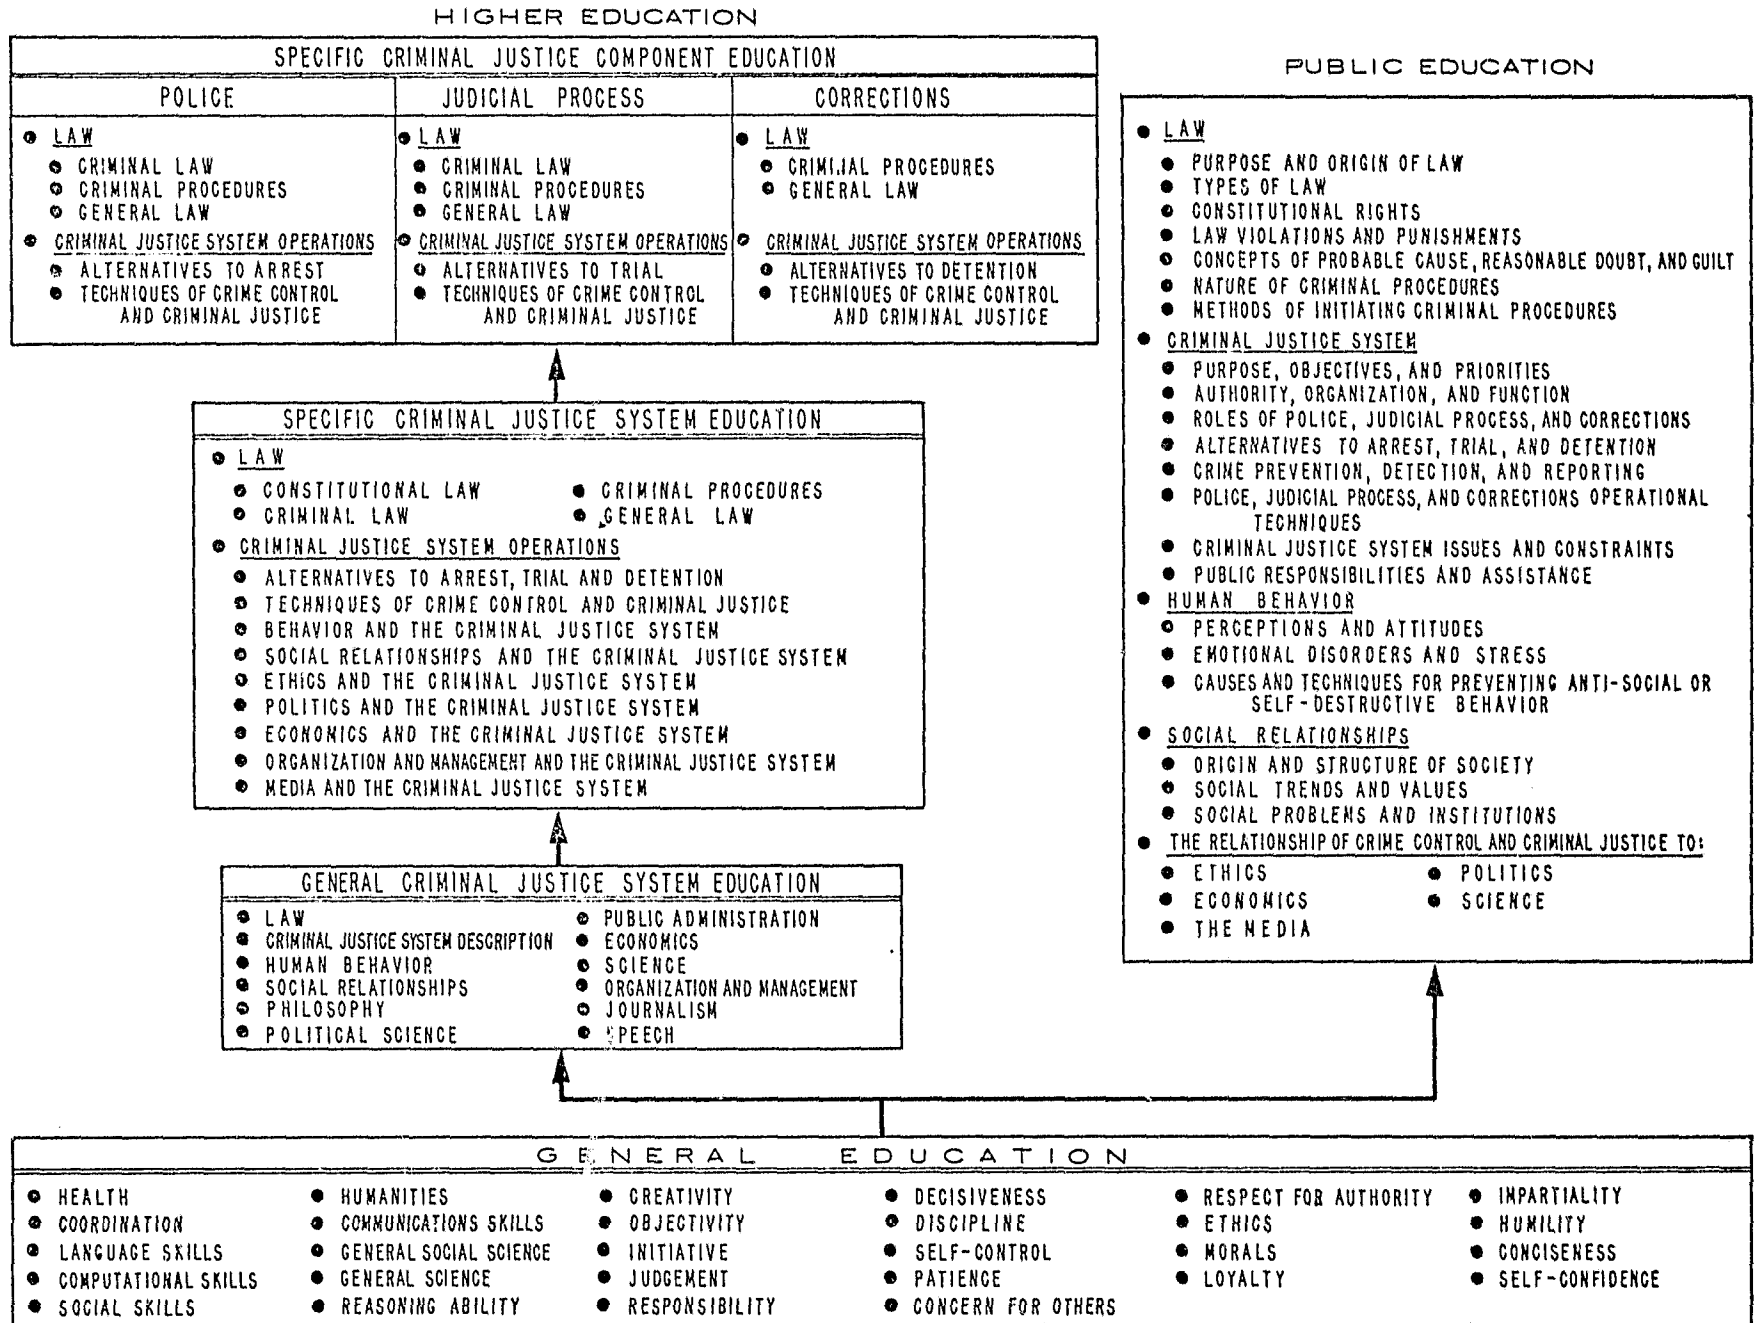 HIGHER EDUCATION
SPECIFIC CRIMINAL JUSTICE COMPONENT EDUCATION
POLICE
LAW
CRIMINAL LAW
CRIMINAL PROCEDURES
GENERAL LAW
CRIMINAL JUSTICE SYSTEM OPERATIONS
ALTERNATIVES TO ARREST
TECHNIQUES OF CRIME CONTROL
AND CRIMINAL JUSTICE
JUDICIAL PROCESS
LAW
CRIMINAL LAW
CRIMINAL PROCEDURES
GENERAL LAW
CRIMINAL JUSTICE SYSTEM OPERATIONS
ALTERNATIVES TO TRIAL
TECHNIQUES OF CRIME CONTROL
AND CRIMINAL JUSTICE
CORRECTIONS
LAW
CRIMINAL PROCEDURES
GENERAL LAW
CRIMINAL JUSTICE SYSTEM OPERATIONS
ALTERNATIVES TO DETENTION
TECHNIQUES OF CRIME CONTROL
AND CRIMINAL JUSTICE
SPECIFIC CRIMINAL JUSTICE SYSTEM EDUCATION
LAW
CONSTITUTIONAL LAW
CRIMINAL LAW
CRIMINAL PROCEDURES
GENERAL LAW
CRIMINAL JUSTICE SYSTEM OPERATIONS
ALTERNATIVES TO ARREST, TRIAL AND DETENTION
TECHNIQUES OF CRIME CONTROL AND CRIMINAL JUSTICE
BEHAVIOR AND THE CRIMINAL JUSTICE SYSTEM
SOCIAL RELATIONSHIPS AND THE CRIMINAL JUSTICE SYSTEM
ETHICS AND THE CRIMINAL JUSTICE SYSTEM
POLITICS AND THE CRIMINAL JUSTICE SYSTEM
ECONOMICS AND THE CRIMINAL JUSTICE SYSTEM
ORGANIZATION AND MANAGEMENT AND THE CRIMINAL JUSTICE SYSTEM
MEDIA AND THE CRIMINAL JUSTICE SYSTEM
GENERAL CRIMINAL JUSTICE SYSTEM EDUCATION
LAW
CRIMINAL JUSTICE SYSTEM DESCRIPTION
HUMAN BEHAVIOR
SOCIAL RELATIONSHIPS
PHILOSOPHY
POLITICAL SCIENCE
PUBLIC ADMINISTRATION
ECONOMICS
SCIENCE
ORGANIZATION AND MANAGEMENT
JOURNALISM
SPEECH
PUBLIC EDUCATION
LAW
PURPOSE AND ORIGIN OF LAW
TYPES OF LAW
CONSTITUTIONAL RIGHTS
LAW VIOLATIONS AND PUNISHMENTS
CONCEPTS OF PROBABLE CAUSE, REASONABLE DOUBT, AND GUILT
NATURE OF CRIMINAL PROCEDURES
METHODS OF INITIATING CRIMINAL PROCEDURES
CRIMINAL JUSTICE SYSTEM
PURPOSE, OBJECTIVES, AND PRIORITIES
AUTHORITY, ORGANIZATION, AND FUNCTION
ROLES OF POLICE, JUDICIAL PROCESS, AND CORRECTIONS
ALTERNATIVES TO ARREST, TRIAL, AND DETENTION
CRIME PREVENTION, DETECTION, AND REPORTING
POLICE, JUDICIAL PROCESS, AND CORRECTIONS OPERATIONAL
TECHNIQUES
CRIMINAL JUSTICE SYSTEM ISSUES AND CONSTRAINTS
PUBLIC RESPONSIBILITIES AND ASSISTANCE
HUMAN BEHAVIOR
PERCEPTIONS AND ATTITUDES
EMOTIONAL DISORDERS AND STRESS
CAUSES AND TECHNIQUES FOR PREVENTING ANTI-SOCIAL OR
SELF-DESTRUCTIVE BEHAVIOR
SOCIAL RELATIONSHIPS
ORIGIN AND STRUCTURE OF SOCIETY
SOCIAL TRENDS AND VALUES
SOCIAL PROBLEMS AND INSTITUTIONS
THE RELATIONSHIP OF CRIME CONTROL AND CRIMINAL JUSTICE TO:
ETHICS
ECONOMICS
THE MEDIA
POLITICS
SCIENCE
GENERAL EDUCATION
HEALTH
COORDINATION
LANGUAGE SKILLS
COMPUTATIONAL SKILLS
SOCIAL SKILLS
HUMANITIES
COMMUNICATIONS SKILLS
GENERAL SOCIAL SCIENCE
GENERAL SCIENCE
REASONING ABILITY
CREATIVITY
OBJECTIVITY
INITIATIVE
JUDGEMENT
RESPONSIBILITY
DECISIVENESS
DISCIPLINE
SELF-CONTROL
PATIENCE
CONCERN FOR OTHERS
RESPECT FOR AUTHORITY
ETHICS
MORALS
LOYALTY
IMPARTIALITY
HUMILITY
CONCISENESS
SELF-CONFIDENCE